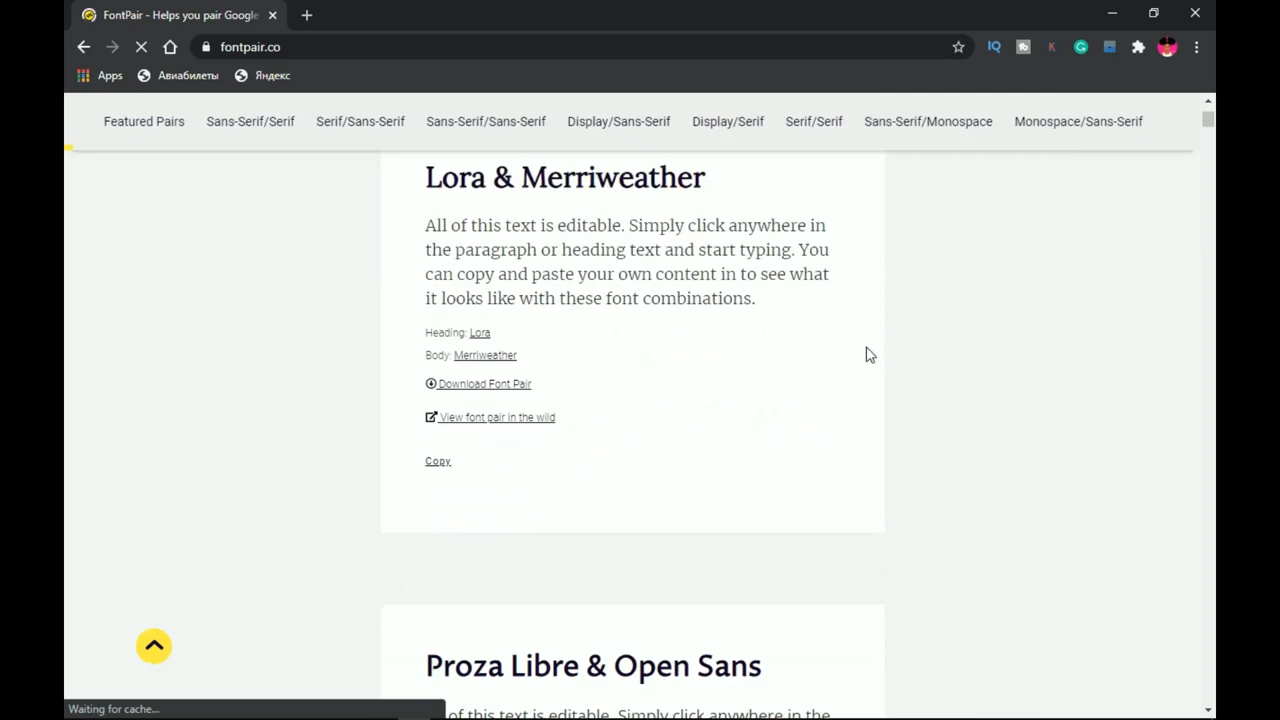 FontPair - Helps you pair Google
fontpair.co
IQ
K
Apps
Авиабилеты
Яндекс
Featured Pairs
Sans-Serif/Serif
Serif/Sans-Serif
Sans-Serif/Sans-Serif
Display/Sans-Serif
Display/Serif
Serif/Serif
Sans-Serif/Monospace
Monospace/Sans-Serif
Lora & Merriweather
All of this text is editable. Simply click anywhere in
the paragraph or heading text and start typing. You
can copy and paste your own content in to see what
it looks like with these font combinations.
Heading: Lora
Body: Merriweather
Download Font Pair
View font pair in the wild
Copy
Proza Libre & Open Sans
of this text is editable. Simply click anywhere in the
Waiting for cache...